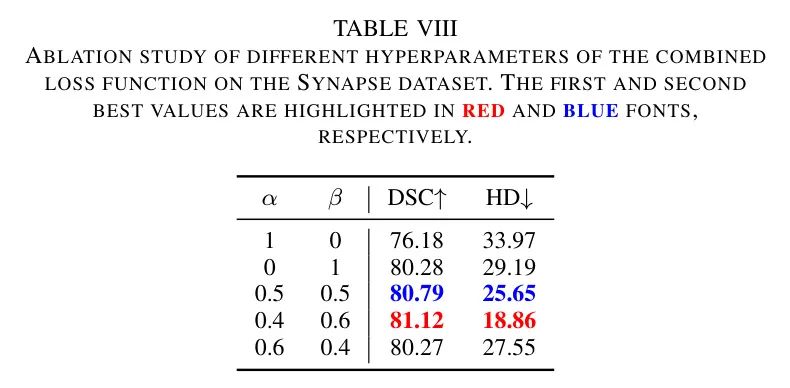 TABLE VIII
ABLATION STUDY OF DIFFERENT HYPERPARAMETERS OF THE COMBINED
LOSS FUNCTION ON THE SYNAPSE DATASET. THE FIRST AND SECOND
BEST VALUES ARE HIGHLIGHTED IN RED AND BLUE FONTS,
RESPECTIVELY.
α β DSC↑ HD↓
1 0 76.18 33.97
0 1 80.28 29.19
0.5 0.5 80.79 25.65
0.4 0.6 81.12 18.86
0.6 0.4 80.27 27.55